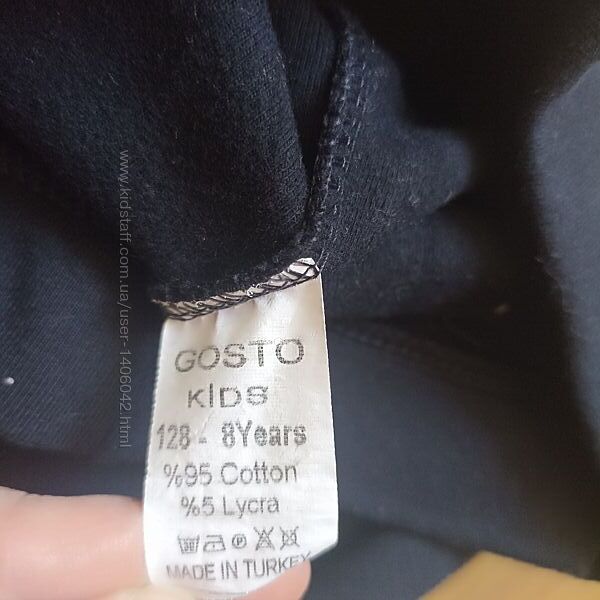 GOSTO
KIDS
128 - 8Years
%95 Cotton
%5 Lycra
MADE IN TURKEY
www.kidstaff.com.ua/user-1406042.html